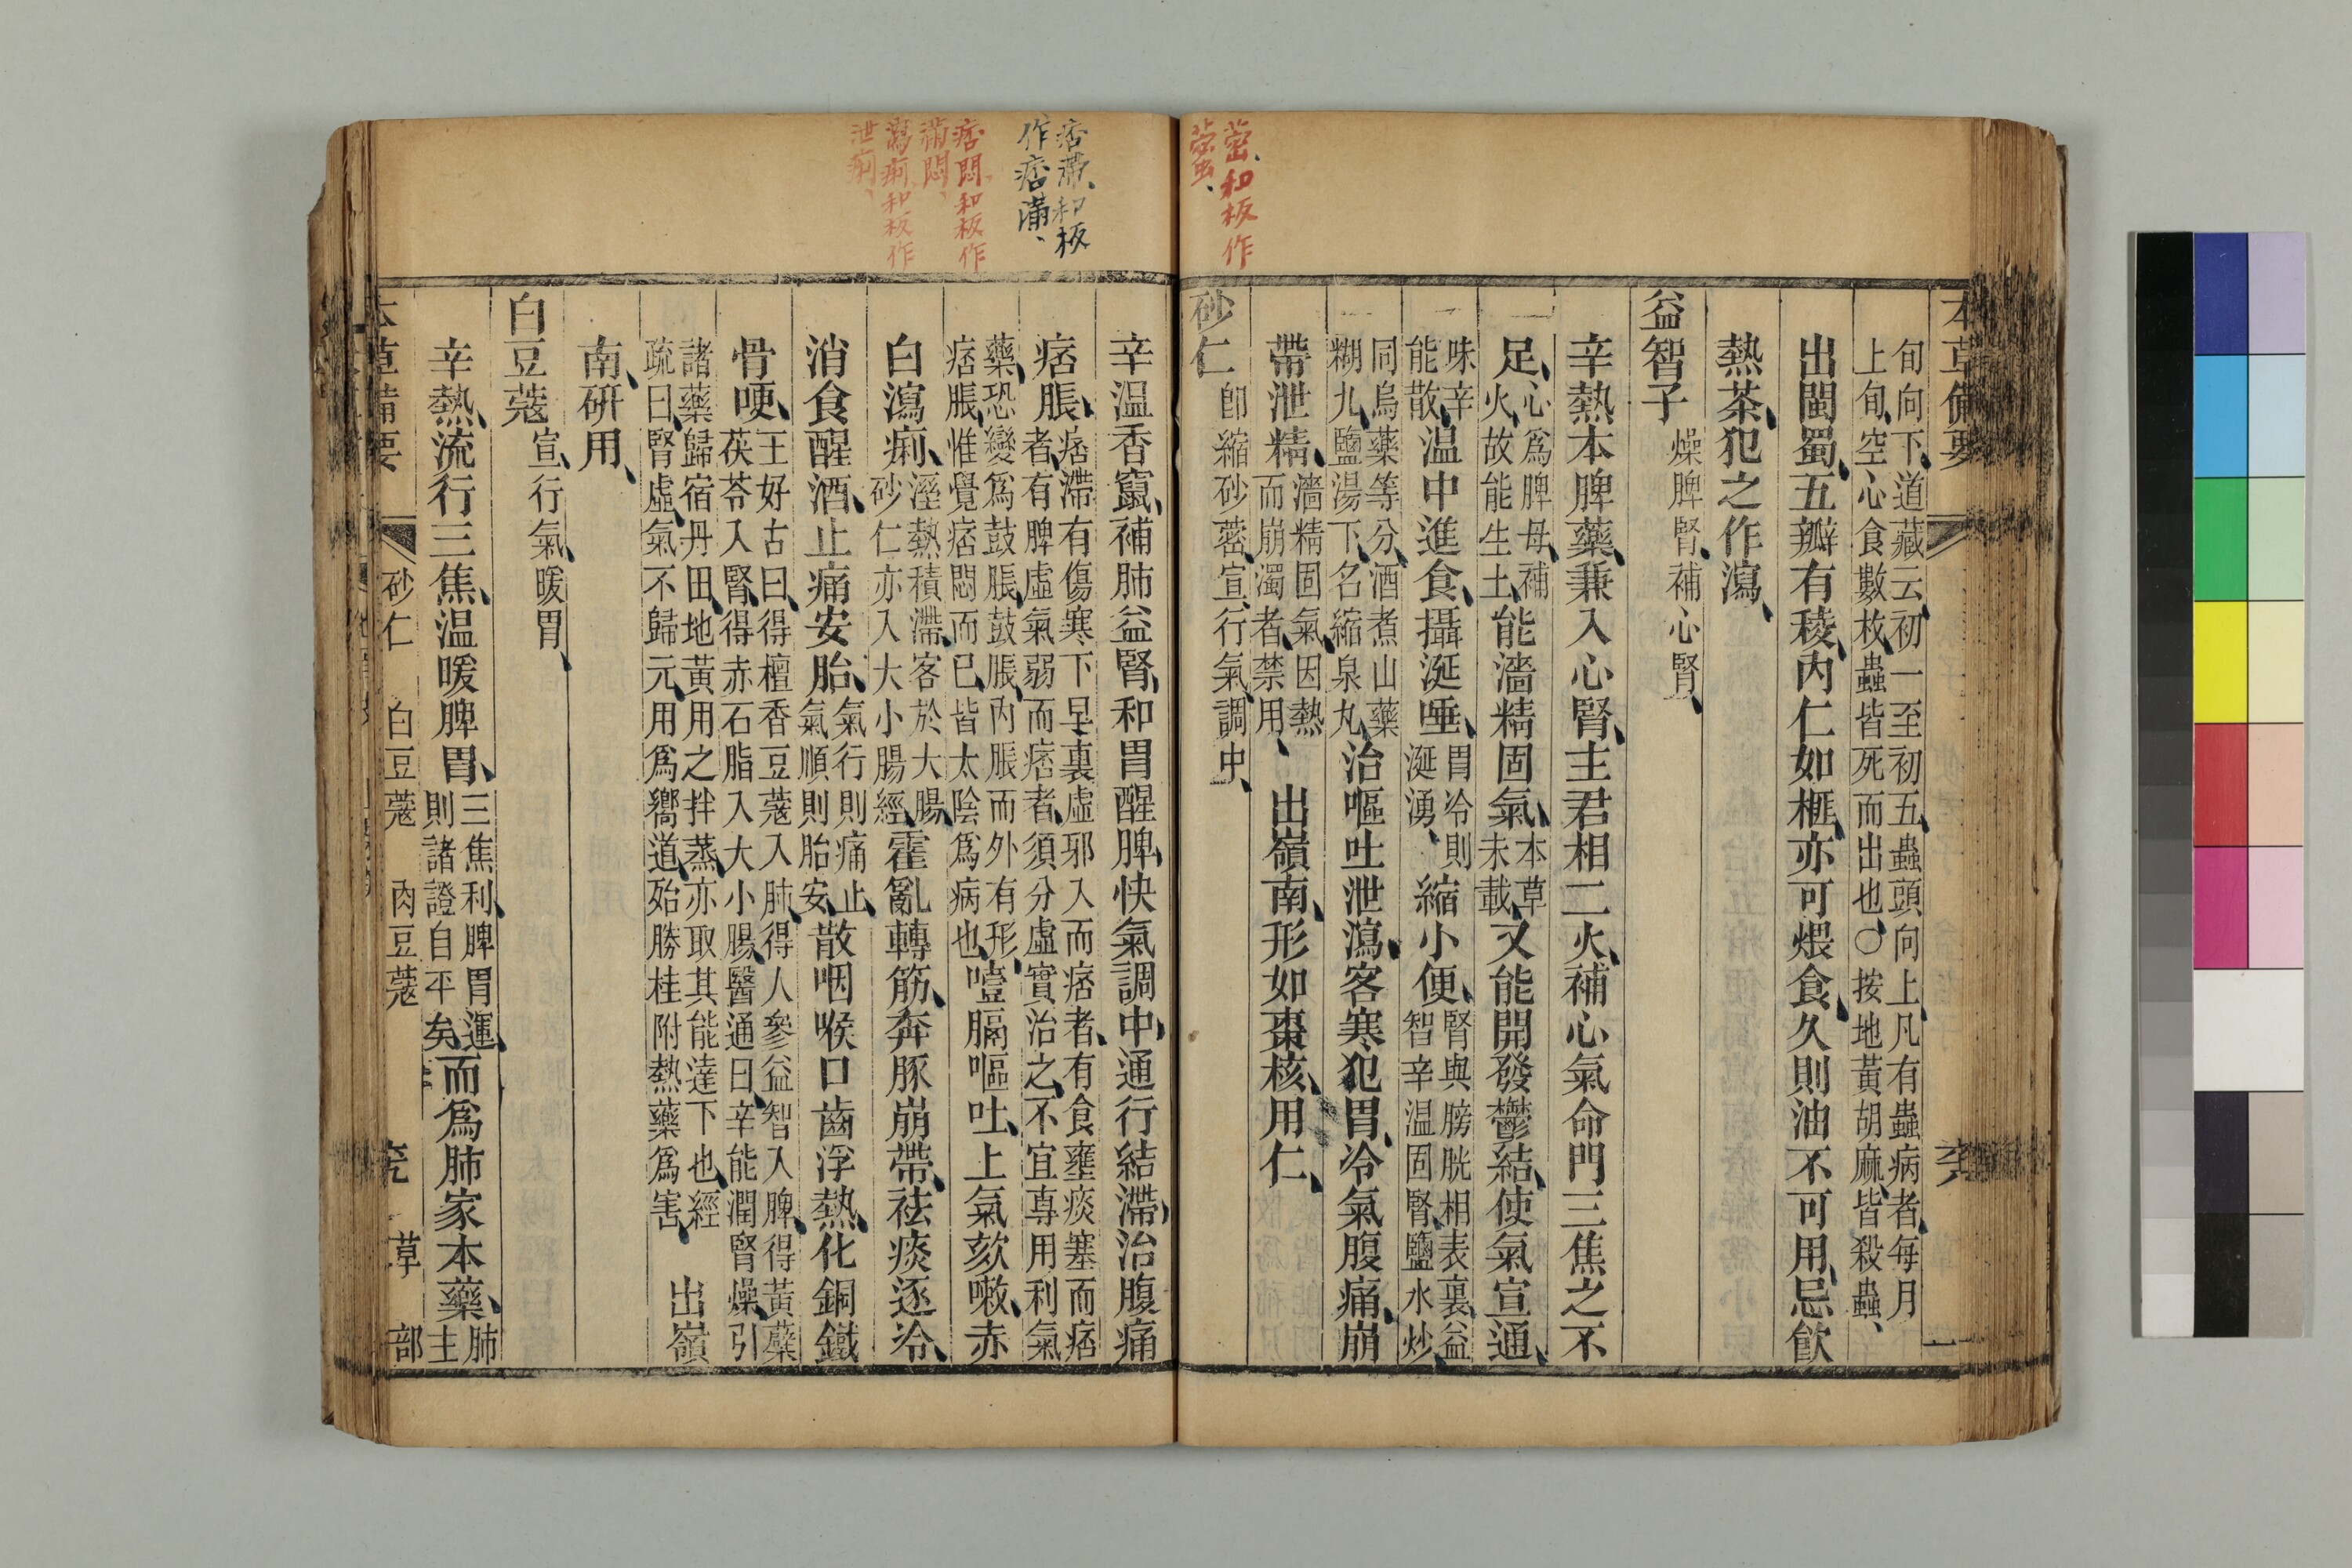 蔤、和板作
䗝、
本草備要
旬向下道藏云初一至初五蟲頭向上凡有蟲病者每月
上旬空心食數枚蟲皆死而出也〇按地黃胡麻皆殺蟲
出閩蜀五瓣有稜內仁如榧亦可煨食久則油不可用忌飮
熱茶犯之作瀉
益智子 燥脾腎補心腎
辛熱本脾藥兼入心腎主君相二火補心氣命門三焦之不
足心爲脾母補火故能生土能濇精固氣本草未載又能開發鬱結使氣宣通
味辛能散温中進食攝涎唾胃冷則涎湧縮小便腎與膀胱相表裏益智辛温固腎鹽水炒
同烏藥等分酒煮山藥糊丸鹽湯下名縮泉丸治嘔吐泄瀉客寒犯胃冷氣腹痛崩
帶泄精濇精固氣因熱而崩濁者禁用 出嶺南形如棗核用仁
砂仁 卽縮砂蔤宣行氣調中
痞滯、和板
作痞滿、
痞悶、和板作
滿悶、
瀉痢、和板作
泄痢、
辛温香竄補肺益腎和胃醒脾快氣調中通行結滯治腹痛
痞脹痞滯有傷寒下早裏虛邪入而痞者有食壅痰塞而痞者有脾虛氣弱而痞者須分虛實治之不宜專用利氣
藥恐變爲鼓脹鼓脹內脹而外有形痞脹惟覺痞悶而已皆太陰爲病也噎膈嘔吐上氣欬嗽赤
白瀉痢溼熱積滯客於大腸砂仁亦入大小腸經霍亂轉筋奔豚崩帶祛痰逐冷
消食醒酒止痛安胎氣行則痛止氣順則胎安散咽喉口齒浮熱化銅鐵
骨哽王好古曰得檀香豆蔻入肺得人參益智入脾得黃蘗茯苓入腎得赤石脂入大小腸醫通曰辛能潤腎燥引
諸藥歸宿丹田地黃用之拌蒸亦取其能達下也經疏曰腎虛氣不歸元用爲嚮道殆勝桂附熱藥爲害 出嶺
南研用
白豆蔻 宣行氣暖胃
辛熱流行三焦温暖脾胃三焦利脾胃運則諸證自平矣而爲肺家本藥肺主
本草備要 砂仁 白豆蔻 肉豆蔻 草部